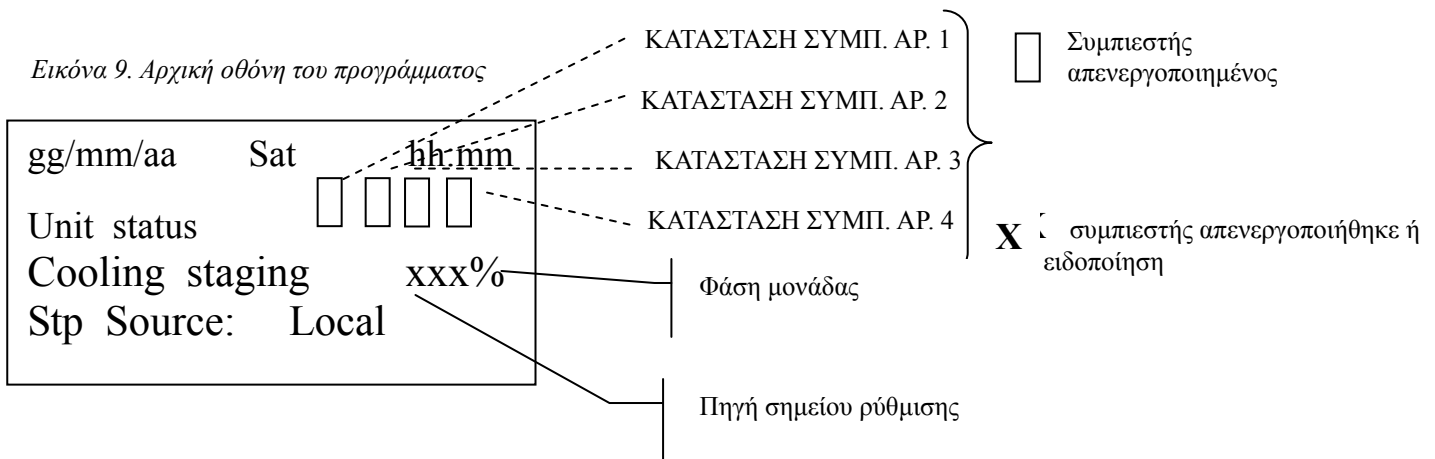 Εικόνα 9. Αρχική οθόνη του προγράμματος
gg/mm/aa Sat hh:mm
Unit status
Cooling staging xxx%
Stp Source: Local
ΚΑΤΑΣΤΑΣΗ ΣΥΜΠ. ΑΡ. 1
ΚΑΤΑΣΤΑΣΗ ΣΥΜΠ. ΑΡ. 2
ΚΑΤΑΣΤΑΣΗ ΣΥΜΠ. ΑΡ. 3
ΚΑΤΑΣΤΑΣΗ ΣΥΜΠ. ΑΡ. 4
Φάση μονάδας
Πηγή σημείου ρύθμισης
Συμπιεστής
απενεργοποιημένος
X συμπιεστής απενεργοποιήθηκε ή
ειδοποίηση